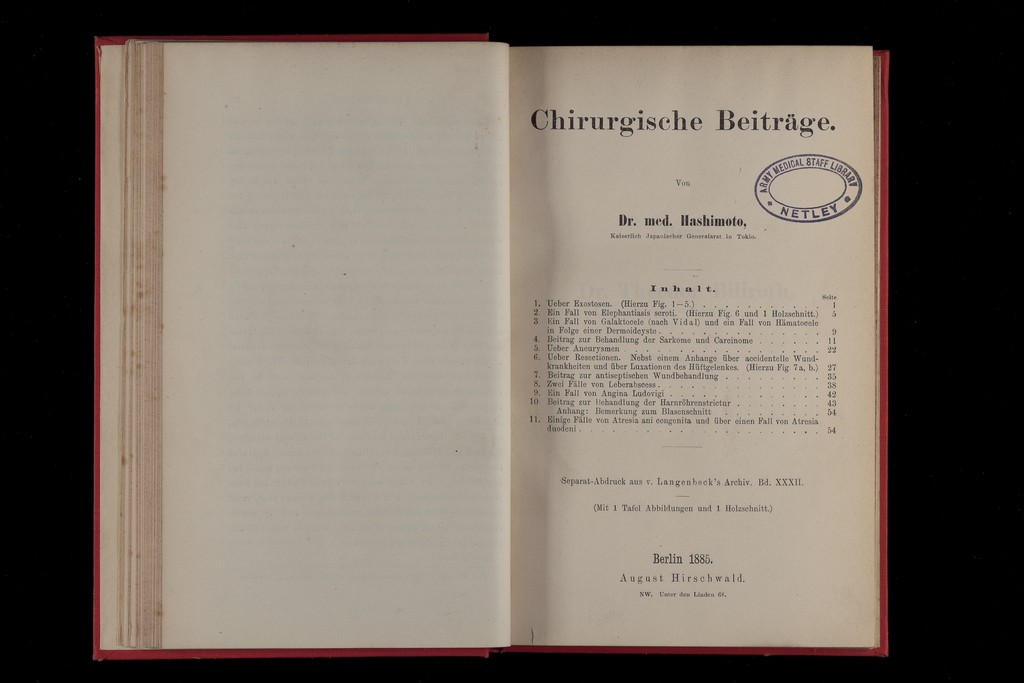 Chirurgische Beiträge.
ARMY MEDICAL STAFF LIBRARY
* NETLEY *
Von
Dr. med. Hashimoto,
Kaiserlich Japanischer Generalarzt in Tokio.
Inhalt.
Seite
1. Ueber Exostosen. (Hierzu Fig. 1—5.) . . . . . . . . . . 1
2. Ein Fall von Elephantiasis scroti. (Hierzu Fig. 6 und 1 Holzschnitt.) 5
3. Ein Fall von Galaktocele (nach Vidal) und ein Fall von Hämatocele
in Folge einer Dermoidcyste . . . . . . . . . . . . . . 9
4. Beitrag zur Behandlung der Sarkome und Carcinome . . . . . . 11
5. Ueber Aneurysmen . . . . . . . . . . . . . . . . . 22
6. Ueber Resectionen. Nebst einem Anhange über accidentelle Wund-
krankheiten und über Luxationen des Hüftgelenkes. (Hierzu Fig 7a, b.) 27
7. Beitrag zur antiseptischen Wundbehandlung . . . . . . . . 35
8. Zwei Fälle von Leberabscess . . . . . . . . . . . . . . 38
9. Ein Fall von Angina Ludovigi . . . . . . . . . . . . . 42
10 Beitrag zur Behandlung der Harnröhrenstrictur . . . . . . . 43
Anhang: Bemerkung zum Blasenschnitt . . . . . . . . 54
11. Einige Fälle von Atresia ani congenita und über einen Fall von Atresia
duodeni . . . . . . . . . . . . . . . . . . . . 54
Separat-Abdruck aus v. Langenbeck's Archiv. Bd. XXXII.
(Mit 1 Tafel Abbildungen und 1 Holzschnitt.)
Berlin 1885.
August Hirschwald.
NW. Unter den Linden 68.